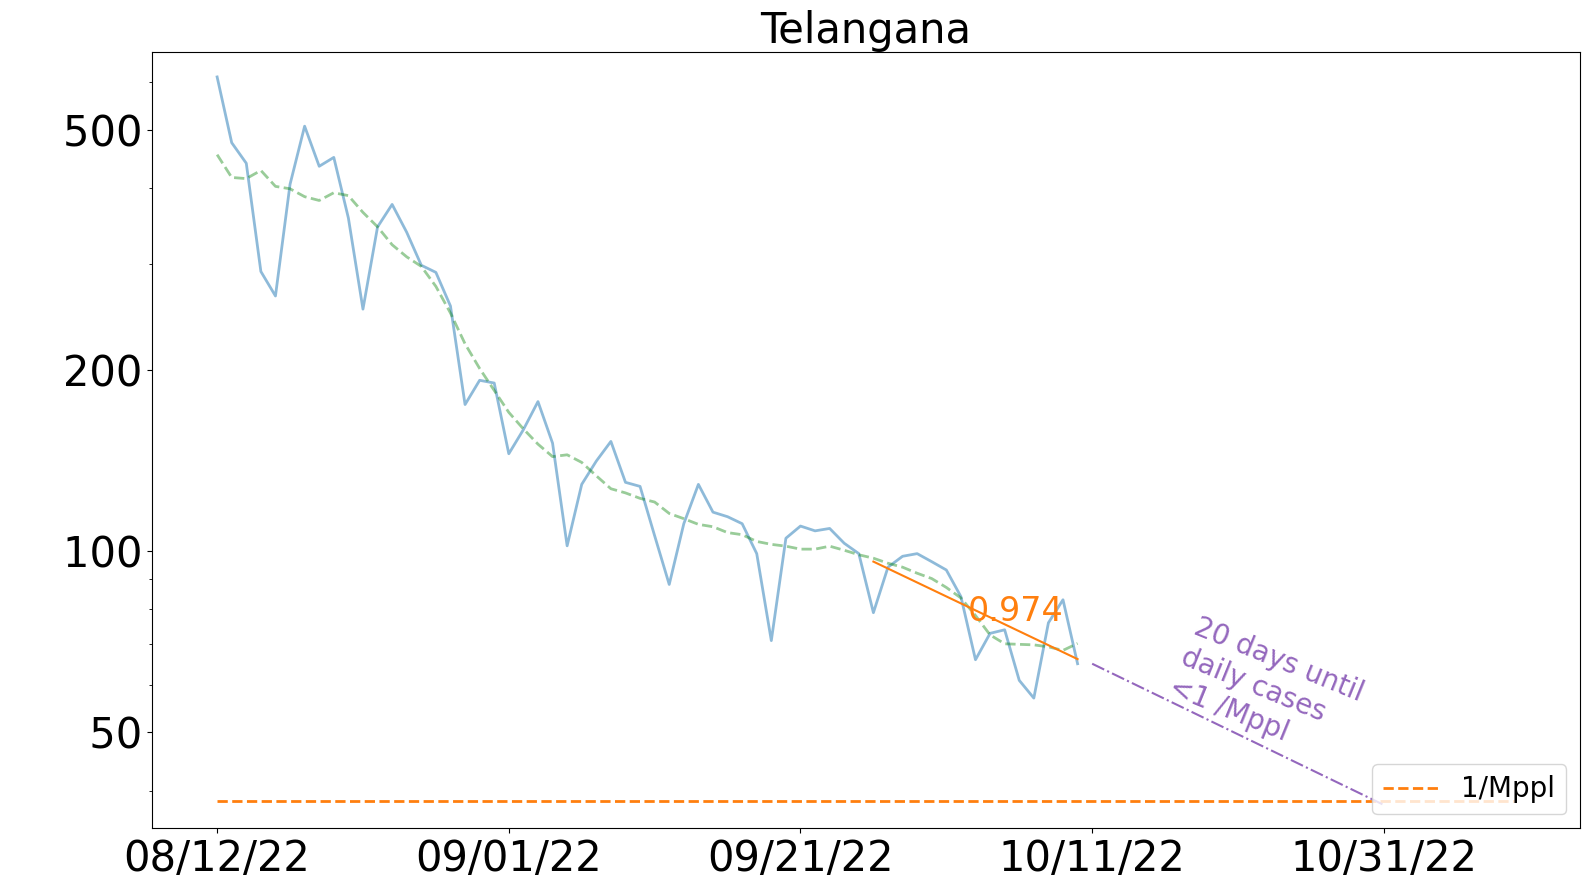 Telangana
500
200
100
50
0.974
20 days until
daily cases
<1 /Mppl
1/Mppl
08/12/22
09/01/22
09/21/22
10/11/22
10/31/22